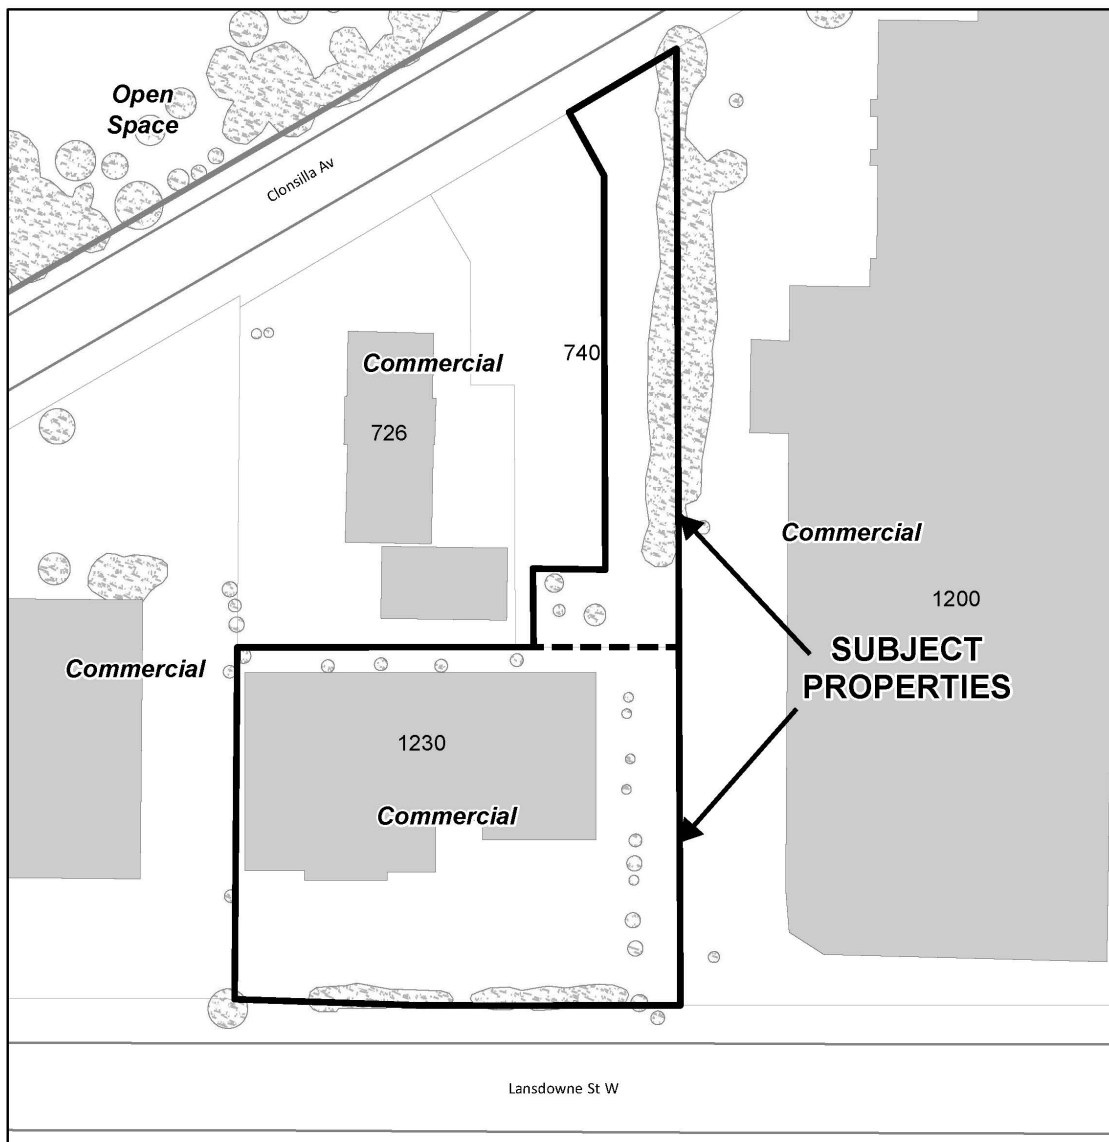 Open
Space
Clonsilla Av
740
Commercial
726
Commercial
1200
SUBJECT
PROPERTIES
Commercial
1230
Commercial
Lansdowne St W